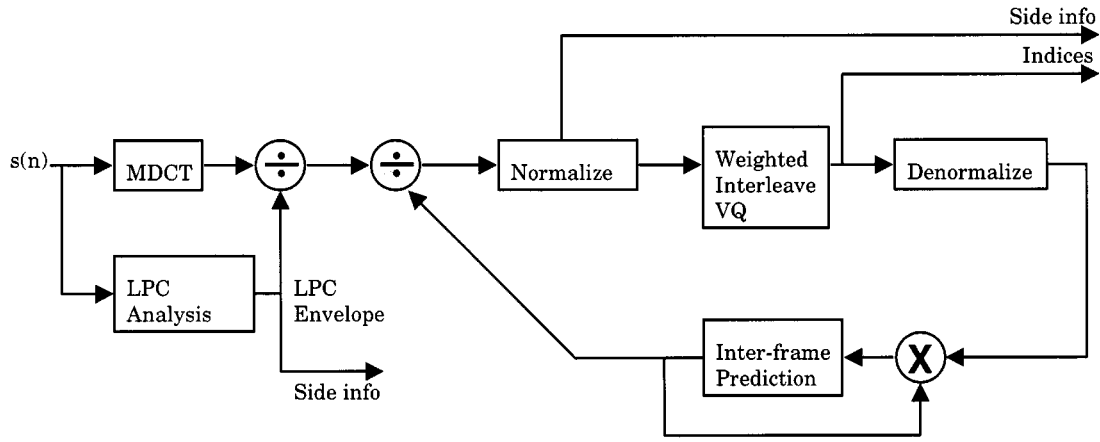 Side info
Indices
s(n)
MDCT
÷
÷
Normalize
Weighted
Interleave
VQ
Denormalize
LPC
Analysis
LPC
Envelope
Inter-frame
Prediction
X
Side info